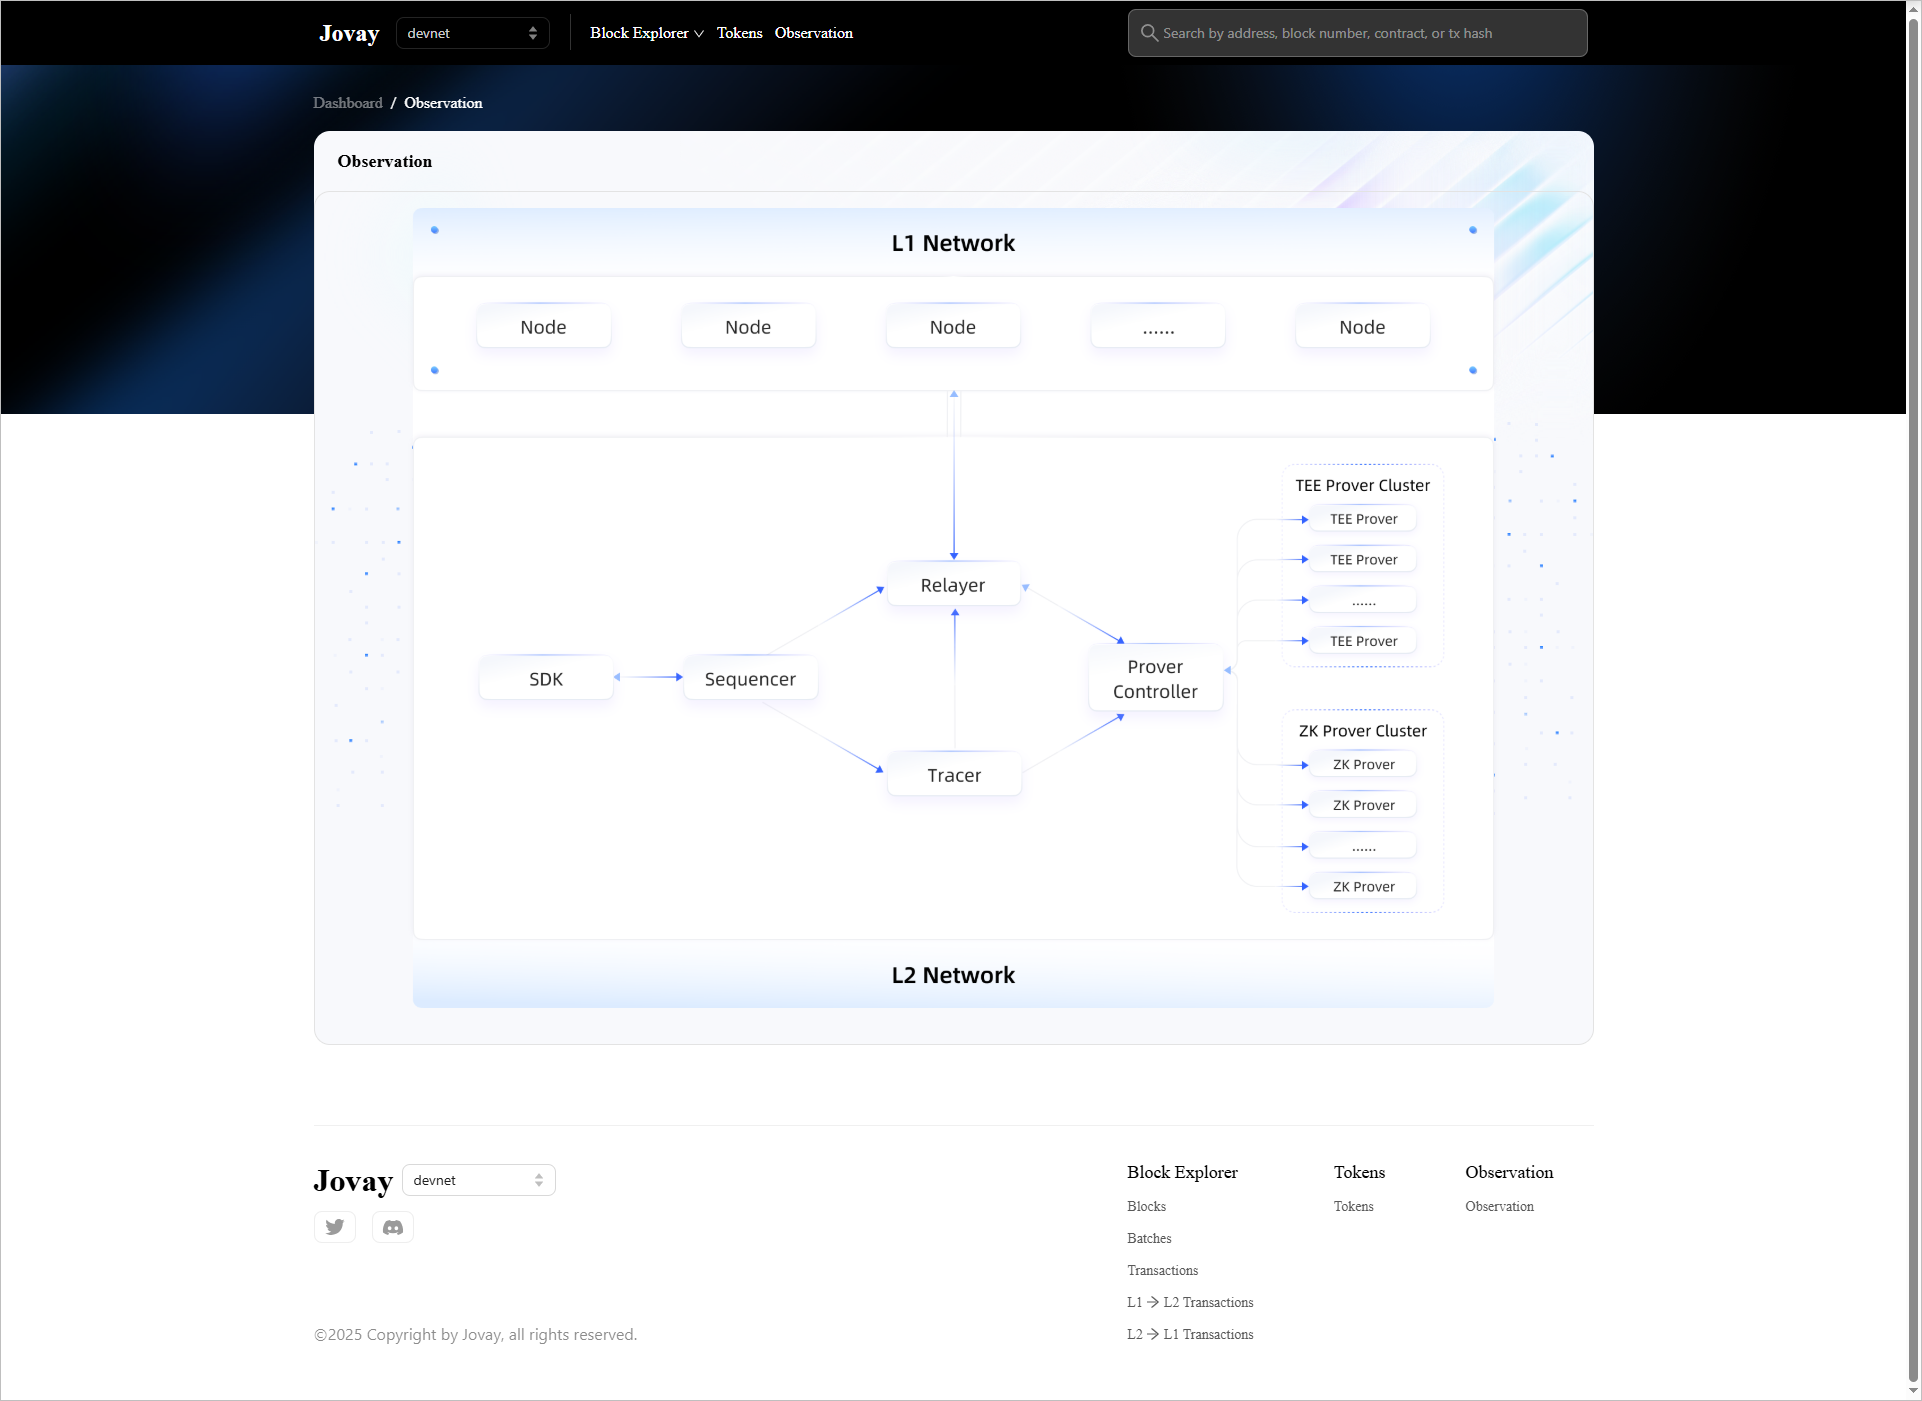 Jovay
devnet
Block Explorer
Tokens
Observation
Search by address, block number, contract, or tx hash
Dashboard / Observation
Observation
L1 Network
Node
Node
Node
......
Node
TEE Prover Cluster
TEE Prover
TEE Prover
......
TEE Prover
Relayer
SDK
Sequencer
Prover
Controller
Tracer
ZK Prover Cluster
ZK Prover
ZK Prover
......
ZK Prover
L2 Network
Jovay
devnet
Block Explorer
Blocks
Batches
Transactions
L1 → L2 Transactions
L2 → L1 Transactions
Tokens
Tokens
Observation
Observation
©2025 Copyright by Jovay, all rights reserved.